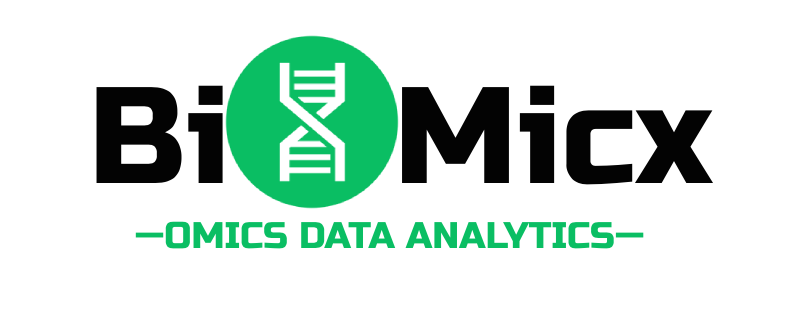 BiOMicx
—OMICS DATA ANALYTICS—